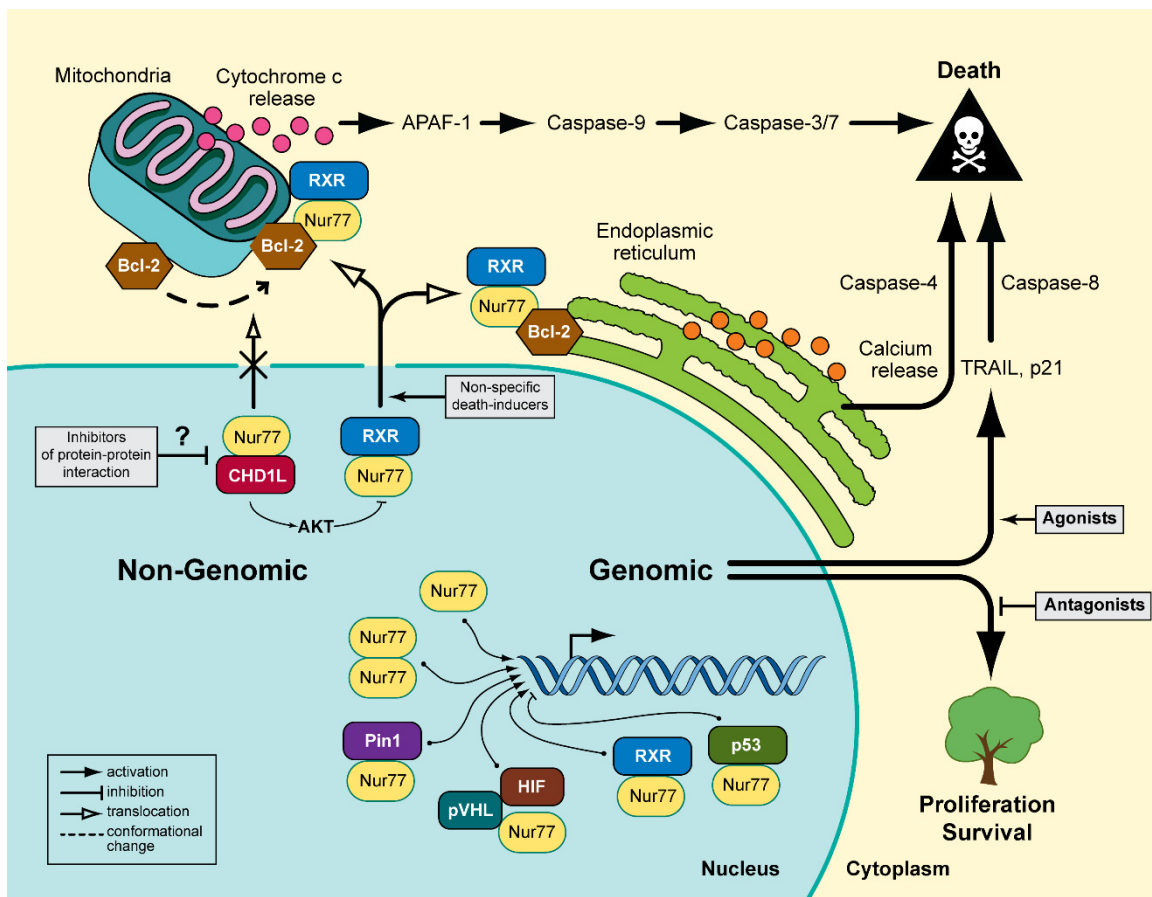 Mitochondria
Cytochrome c
release
APAF-1
Caspase-9
Caspase-3/7
Death
RXR
Nur77
Bcl-2
Bcl-2
RXR
Nur77
Bcl-2
Endoplasmic
reticulum
Caspase-4
Caspase-8
Calcium
release
TRAIL, p21
Non-specific
death-inducers
Inhibitors
of protein-protein
interaction
?
Nur77
CHD1L
RXR
Nur77
AKT
Agonists
Antagonists
Non-Genomic
Genomic
Nur77
Nur77
Nur77
Pin1
Nur77
pVHL
HIF
Nur77
RXR
Nur77
p53
Nur77
Proliferation
Survival
activation
inhibition
translocation
conformational
change
Nucleus
Cytoplasm